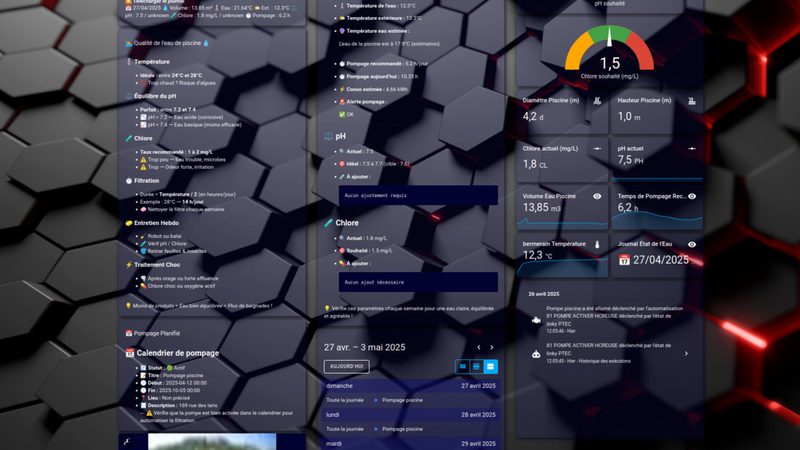 Télécharger le journal
27/04/2025 Volume : 13.85 m³ | Eau : 21.64°C Ext. : 12.3°C
pH : 7.5 / unknown Chlore : 1.8 mg/L / unknown Pompage : 6.2 h
Qualité de l'eau de piscine
Température
Idéale : entre 24°C et 28°C
Trop chaud ? Risque d'algues
Équilibre du pH
Parfait : entre 7.2 et 7.4
pH < 7.2 — Eau acide (corrosive)
pH > 7.4 — Eau basique (moins efficace)
Chlore
Taux recommandé : 1 à 2 mg/L
Trop peu → Eau trouble, microbes
Trop → Odeur forte, irritation
Filtration
Durée = Température / 2 (en heures/jour)
Exemple : 28°C → 14 h/jour
Nettoyer le filtre chaque semaine
Entretien Hebdo
Robot ou balai
Vérif pH / Chlore
Retirer feuilles & insectes
Traitement Choc
Après orage ou forte affluence
Chlore choc ou oxygène actif
Moins de produits = Eau bien équilibrée = Plus de baignades !
Pompage Planifié
Calendrier de pompage
Statut : Actif
Titre : Pompage piscine
Début : 2025-04-12 00:00
Fin : 2025-10-05 00:00
Lieu : Non précisé
Description : 169 rue des lanis
— Vérifie que la pompe est bien activée dans le calendrier pour
automatiser la filtration.
Température de l'eau : 12.3°C
Température extérieure : 12.3°C
Température eau estimée :
L'eau de la piscine est à 17.9°C (estimation).
Pompage recommandé : 6.2 h/jour
Pompage aujourd'hui : 10.35 h
Conso estimée : 4.66 kWh
Alerte pompage :
OK
pH
Actuel : 7.5
Idéal : 7.5 à 7.7 (cible : 7.6)
À ajouter :
Aucun ajustement requis
Chlore
Actuel : 1.8 mg/L
Souhaité : 1.5 mg/L
À ajouter :
Aucun ajout nécessaire
Vérifie ces paramètres chaque semaine pour une eau claire, équilibrée
et agréable !
27 avr. – 3 mai 2025
AUJOURD'HUI
dimanche 27 avril 2025
Toute la journée Pompage piscine
lundi 28 avril 2025
Toute la journée Pompage piscine
mardi 29 avril 2025
pH souhaité
1,5
Chlore souhaité (mg/L)
Diamètre Piscine (m)
4,2 d
Hauteur Piscine (m)
1,0 m
Chlore actuel (mg/L)
1,8 CL
pH actuel
7,5 PH
Volume Eau Piscine
13,85 m3
Temps de Pompage Rec...
6,2 h
bermerain Température
12,3 °C
Journal État de l'Eau
27/04/2025
26 avril 2025
Pompe piscine a été allumé déclenché par l'automatisation
81 POMPE ACTIVER HCREUSE déclenché par l'état de
linky PTEC
12:05:45 - Hier
81 POMPE ACTIVER HCREUSE déclenché par l'état de
linky PTEC
12:05:45 - Hier - Historique des exécutions